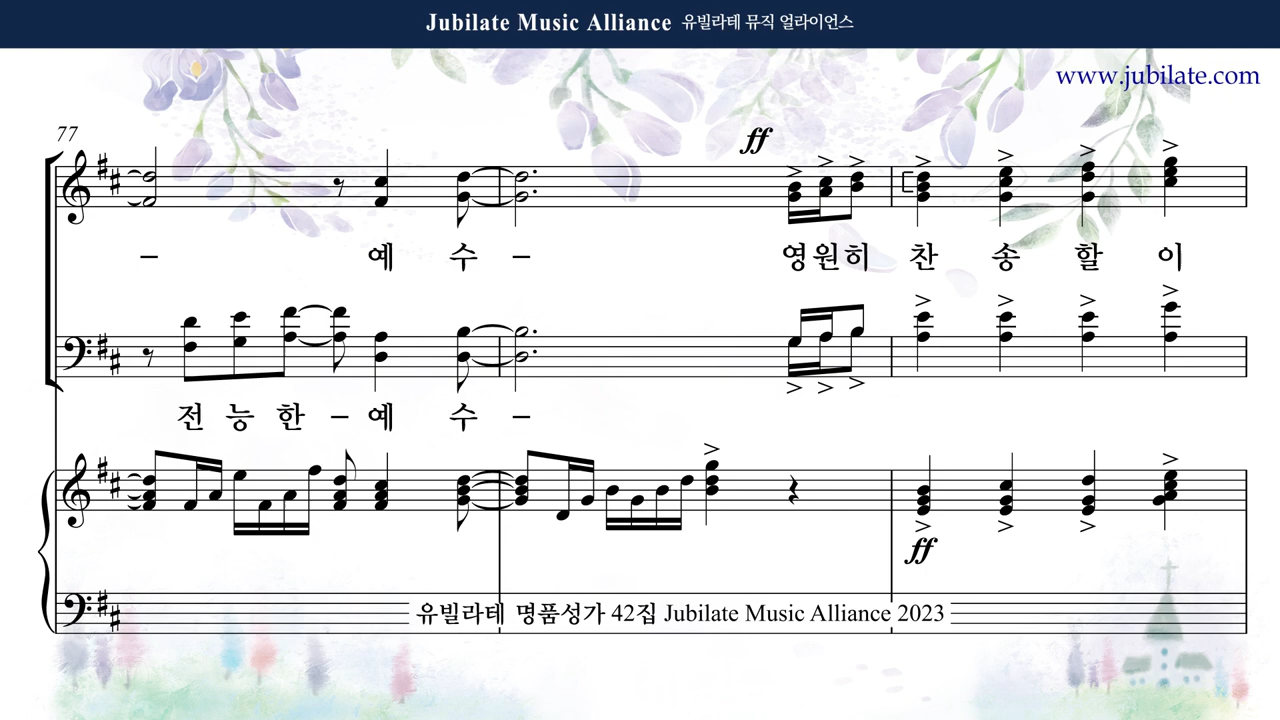 Jubilate Music Alliance 유빌라테 뮤직 얼라이언스
www.jubilate.com
77
ff
- 예 수 - 영 원 히 찬 송 할 이
전 능 한 - 예 수 -
ff
유빌라테 명품성가 42집 Jubilate Music Alliance 2023